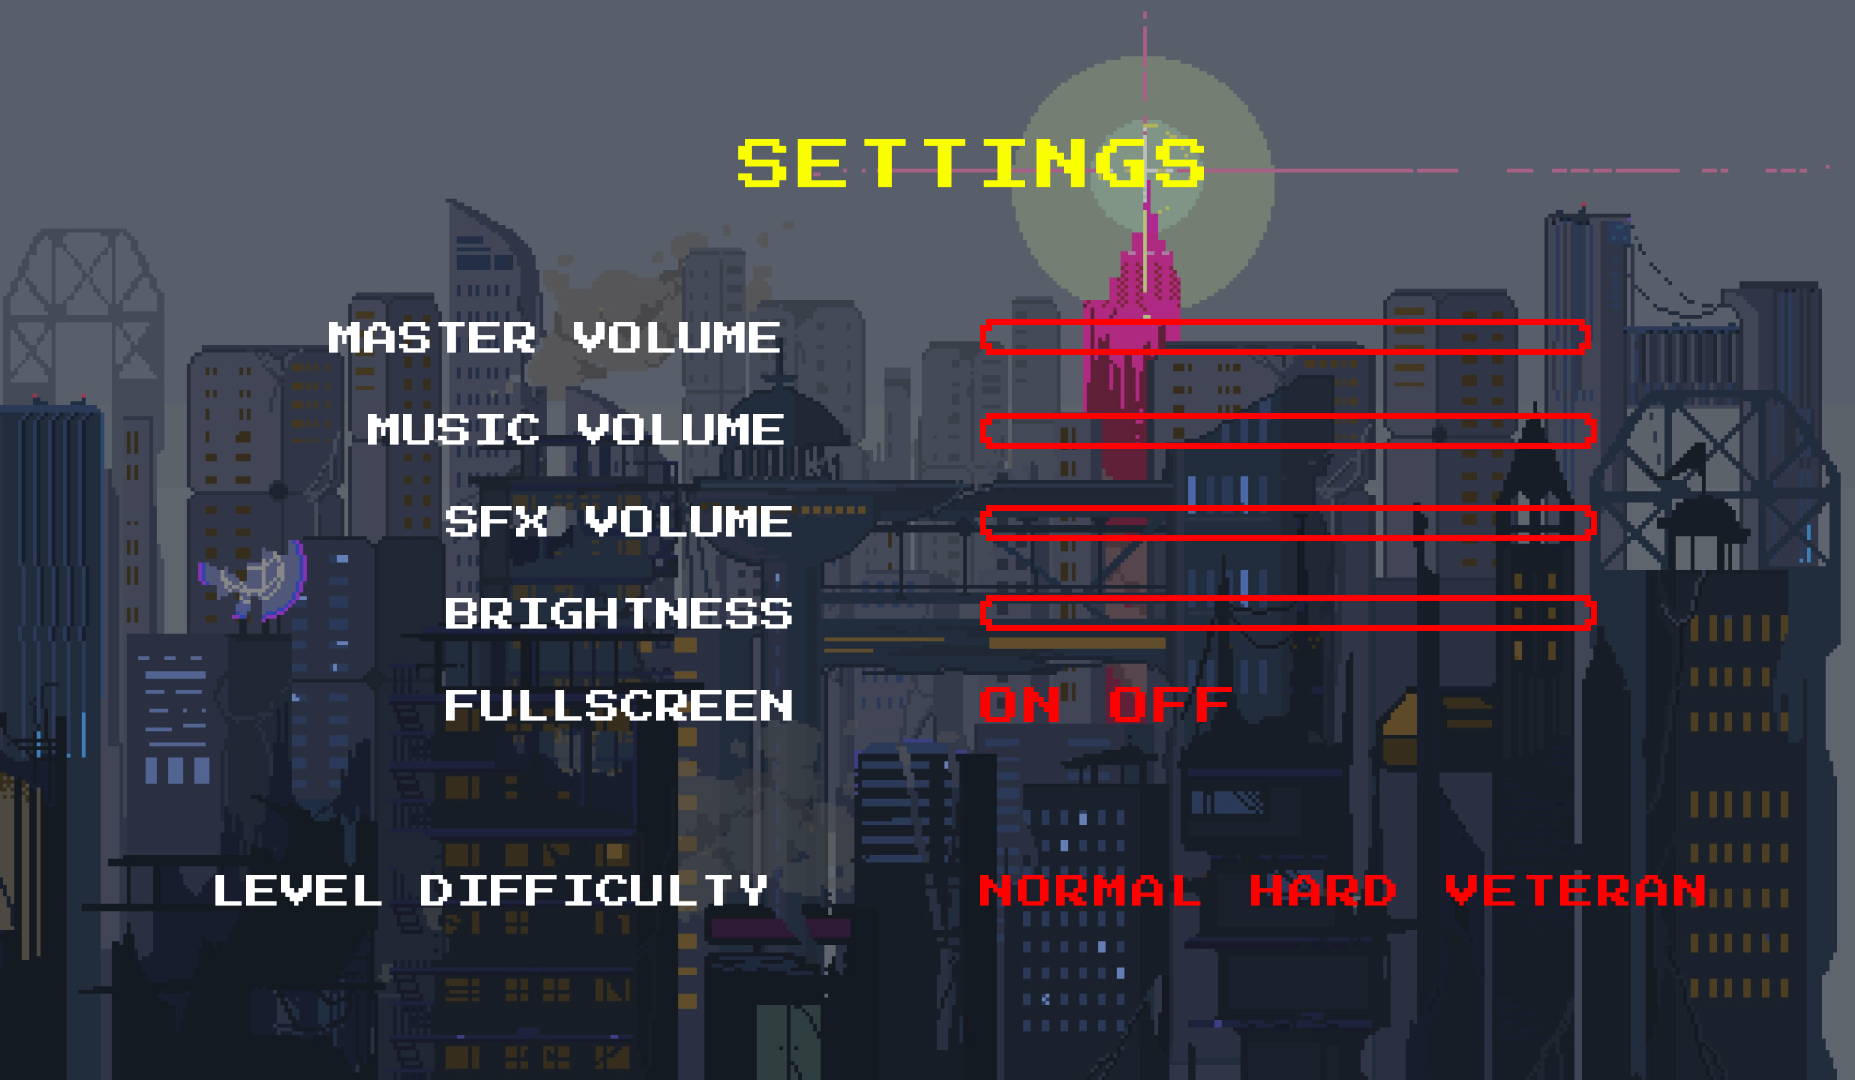 SETTINGS
MASTER VOLUME
MUSIC VOLUME
SFX VOLUME
BRIGHTNESS
FULLSCREEN ON OFF
LEVEL DIFFICULTY NORMAL HARD VETERAN